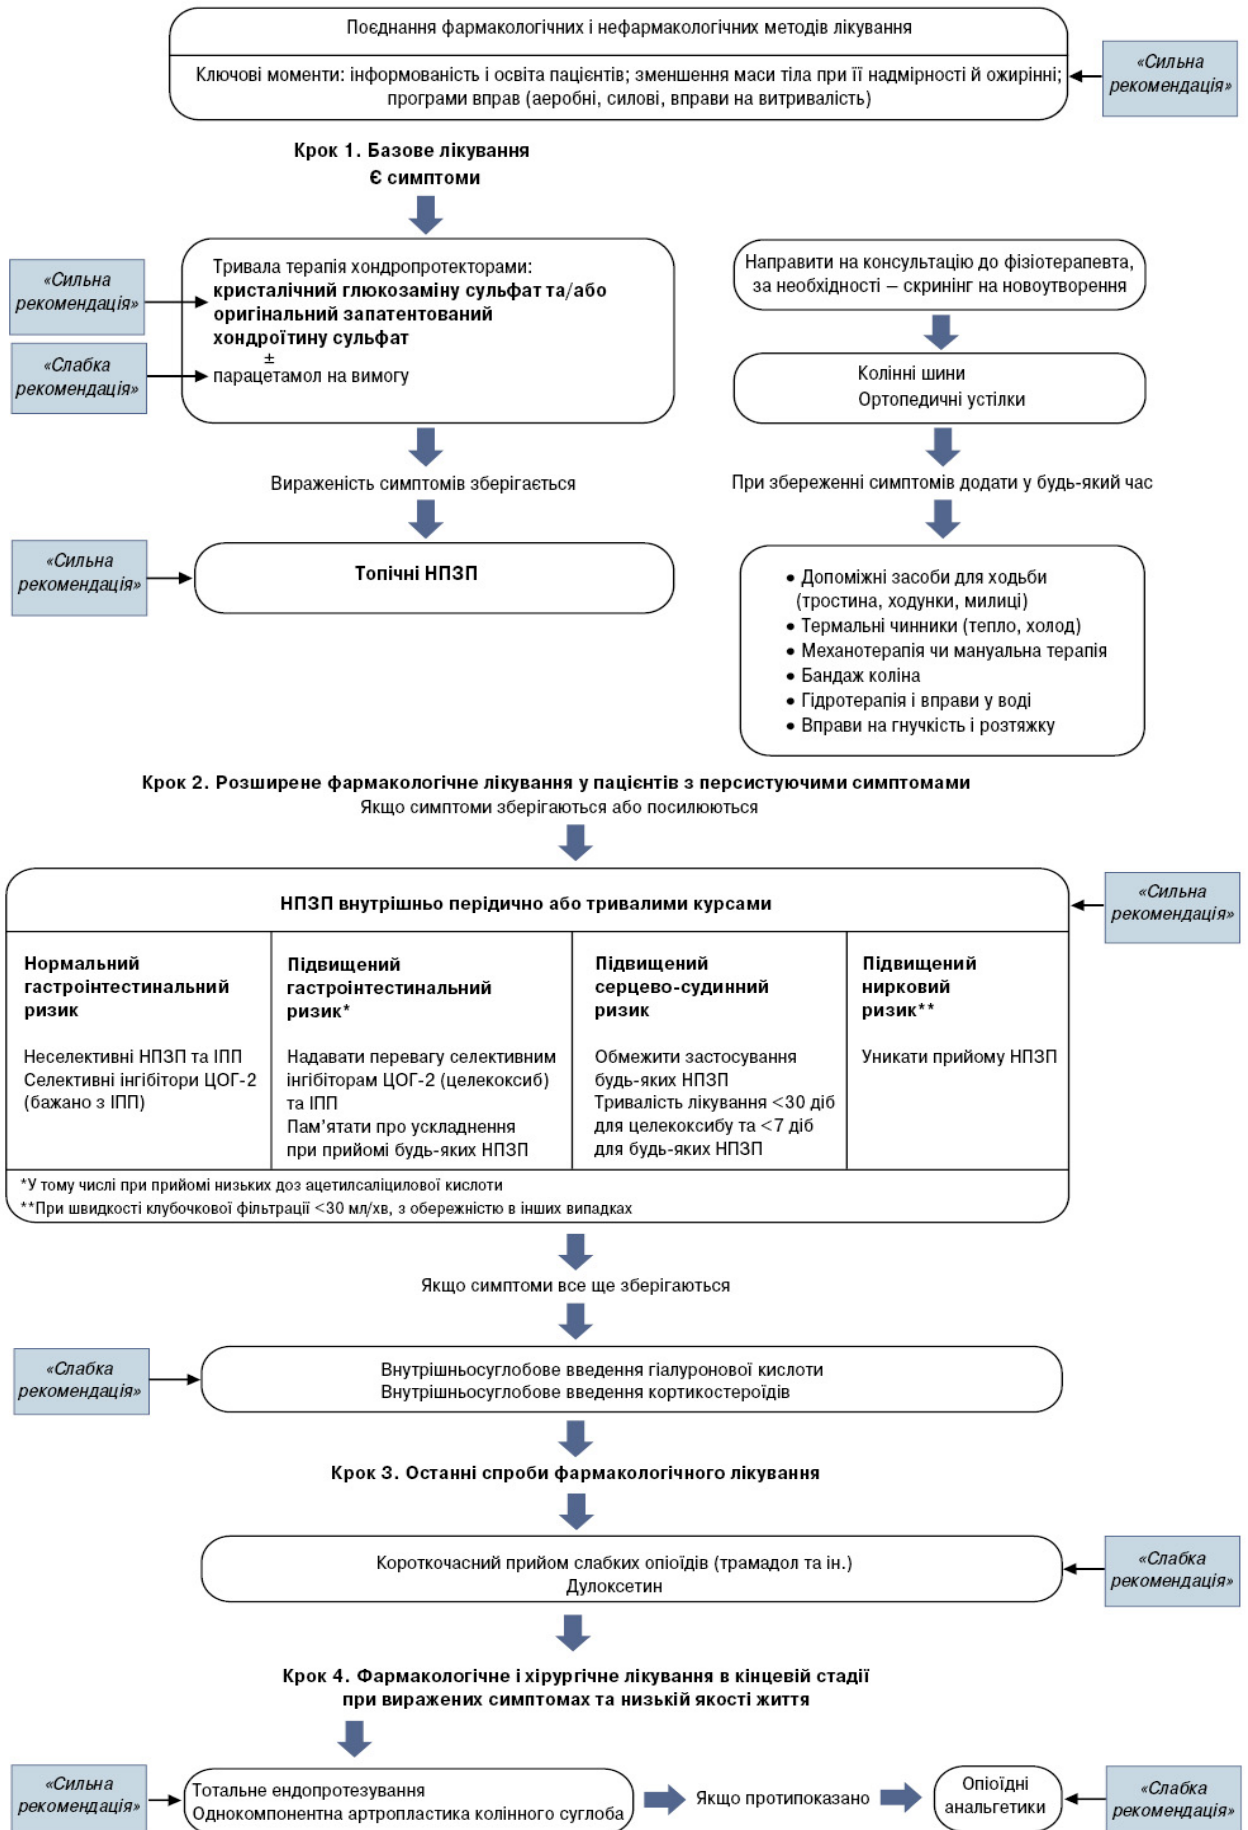 Поєднання фармакологічних і нефармакологічних методів лікування
Ключові моменти: інформованість і освіта пацієнтів; зменшення маси тіла при її надмірності й ожирінні;
програми вправ (аеробні, силові, вправи на витривалість)
«Сильна
рекомендація»
Крок 1. Базове лікування
Є симптоми
«Сильна
рекомендація»
Тривала терапія хондропротекторами:
кристалічний глюкозаміну сульфат та/або
оригінальний запатентований
хондроїтину сульфат
±
парацетамол на вимогу
«Слабка
рекомендація»
Направити на консультацію до фізіотерапевта,
за необхідності – скринінг на новоутворення
Колінні шини
Ортопедичні устілки
Вираженість симптомів зберігається
При збереженні симптомів додати у будь-який час
«Сильна
рекомендація»
Топічні НПЗП
• Допоміжні засоби для ходьби
(тростина, ходунки, милиці)
• Термальні чинники (тепло, холод)
• Механотерапія чи мануальна терапія
• Бандаж коліна
• Гідротерапія і вправи у воді
• Вправи на гнучкість і розтяжку
Крок 2. Розширене фармакологічне лікування у пацієнтів з персистуючими симптомами
Якщо симптоми зберігаються або посилюються
НПЗП внутрішньо перідично або тривалими курсами
«Сильна
рекомендація»
Нормальний
гастроінтестинальний
ризик
Неселективні НПЗП та ІПП
Селективні інгібітори ЦОГ-2
(бажано з ІПП)
Підвищений
гастроінтестинальний
ризик*
Надавати перевагу селективним
інгібіторам ЦОГ-2 (целекоксиб)
та ІПП
Пам’ятати про ускладнення
при прийомі будь-яких НПЗП
Підвищений
серцево-судинний
ризик
Обмежити застосування
будь-яких НПЗП
Тривалість лікування <30 діб
для целекоксибу та <7 діб
для будь-яких НПЗП
Підвищений
нирковий
ризик**
Уникати прийому НПЗП
*У тому числі при прийомі низьких доз ацетилсаліцилової кислоти
**При швидкості клубочкової фільтрації <30 мл/хв, з обережністю в інших випадках
Якщо симптоми все ще зберігаються
«Слабка
рекомендація»
Внутрішньосуглобове введення гіалуронової кислоти
Внутрішньосуглобове введення кортикостероїдів
Крок 3. Останні спроби фармакологічного лікування
Короткочасний прийом слабких опіоїдів (трамадол та ін.)
Дулоксетин
«Слабка
рекомендація»
Крок 4. Фармакологічне і хірургічне лікування в кінцевій стадії
при виражених симптомах та низькій якості життя
«Сильна
рекомендація»
Тотальне ендопротезування
Однокомпонентна артропластика колінного суглоба
Якщо протипоказано
Опіоїдні
анальгетики
«Слабка
рекомендація»